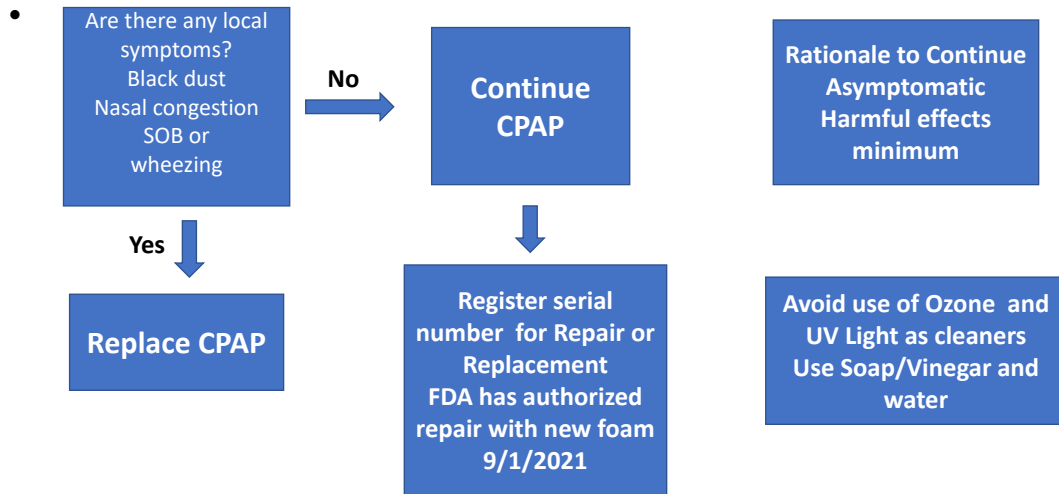 •
Are there any local
symptoms?
Black dust
Nasal congestion
SOB or
wheezing
No
Continue
CPAP
Rationale to Continue
Asymptomatic
Harmful effects
minimum
Yes
Replace CPAP
Register serial
number for Repair or
Replacement
FDA has authorized
repair with new foam
9/1/2021
Avoid use of Ozone and
UV Light as cleaners
Use Soap/Vinegar and
water